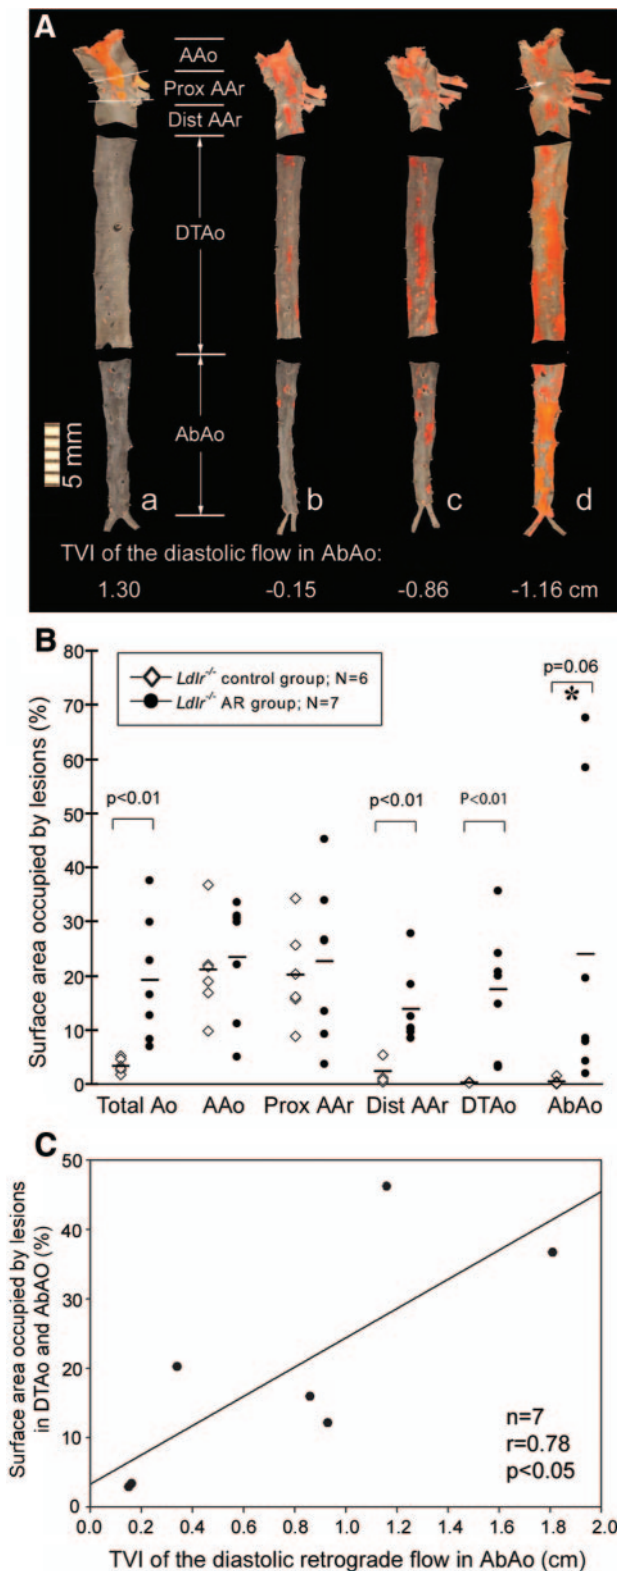 A
AAo
Prox AAr
Dist AAr
DTAo
AbAo
5 mm
a
b
c
d
TVI of the diastolic flow in AbAo:
1.30 -0.15 -0.86 -1.16 cm
B
Surface area occupied by lesions (%)
80
70
60
50
40
30
20
10
0
Ldlr-/- control group; N=6
Ldlr-/- AR group; N=7
p<0.01
p<0.01
P<0.01
p=0.06
*
Total Ao AAo Prox AAr Dist AAr DTAo AbAo
C
Surface area occupied by lesions
in DTAo and AbAO (%)
50
40
30
20
10
0
n=7
r=0.78
p<0.05
0.0 0.2 0.4 0.6 0.8 1.0 1.2 1.4 1.6 1.8 2.0
TVI of the diastolic retrograde flow in AbAo (cm)